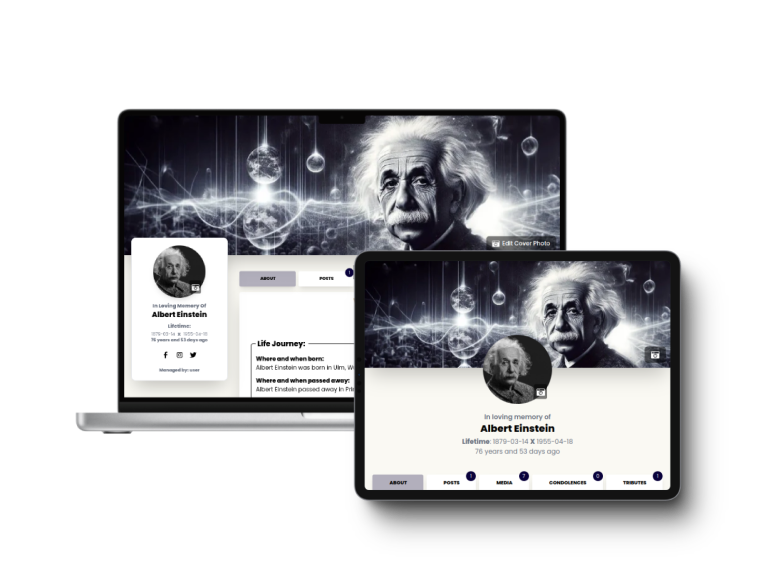 Edit Cover Photo
In Loving Memory Of
Albert Einstein
Lifetime:
1879-03-14 X 1955-04-18
76 years and 53 days ago
Managed by: user
ABOUT
POSTS
1
Life Journey:
Where and when born:
Albert Einstein was born in Ulm, W
Where and when passed away:
Albert Einstein passed away in Prin
In loving memory of
Albert Einstein
Lifetime: 1879-03-14 X 1955-04-18
76 years and 53 days ago
ABOUT
POSTS
1
MEDIA
7
CONDOLENCES
0
TRIBUTES
1